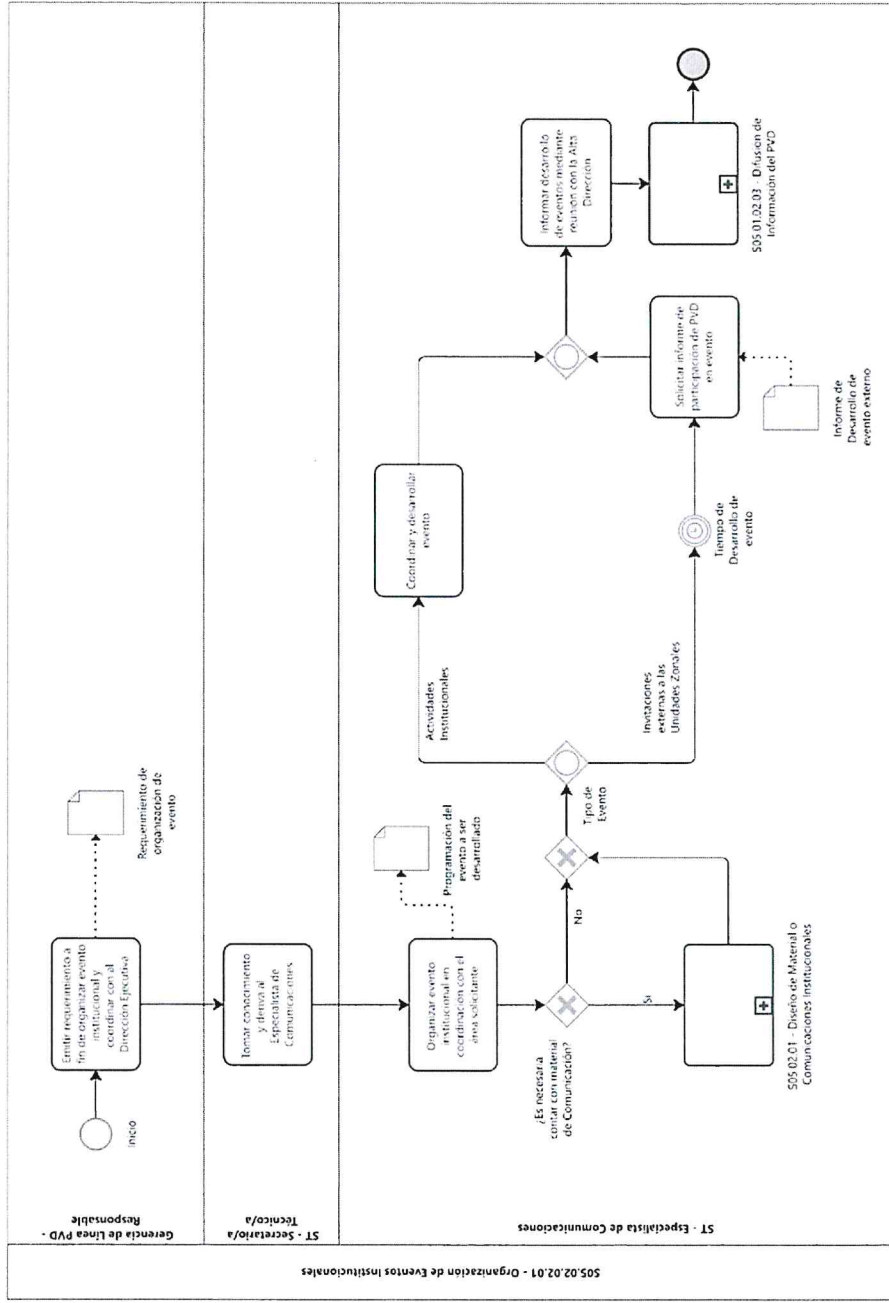 S05.02.02.01 - Organización de Eventos Institucionales
Gerencia de Línea PVD -
Responsable
Inicio
Emitir requerimiento a
fin de organizar evento
institucional y
coordinar con al
Dirección Ejecutiva
Requerimiento de
organización de
evento
ST - Secretario/a
Técnico/a
Tomar conocimiento
y deriva al
Especialista de
Comunicaciones
ST - Especialista de Comunicaciones
Organizar evento
institucional en
coordinación con el
área solicitante
Programación del
evento a ser
desarrollado
¿Es necesaria
contar con material
de Comunicación?
No
Si
S05.02.01 - Diseño de Material o
Comunicaciones Institucionales
Tipo de
Evento
Actividades
Institucionales
Invitaciones
externas a las
Unidades Zonales
Coordinar y desarrollar
evento
Tiempo de
Desarrollo de
evento
Solicitar informe de
participación de PVD
en evento
Informe de
Desarrollo de
evento externo
Informar desarrollo
de eventos mediante
reunión con la Alta
Dirección
S05.01.02.03 - Difusión de
Información del PVD